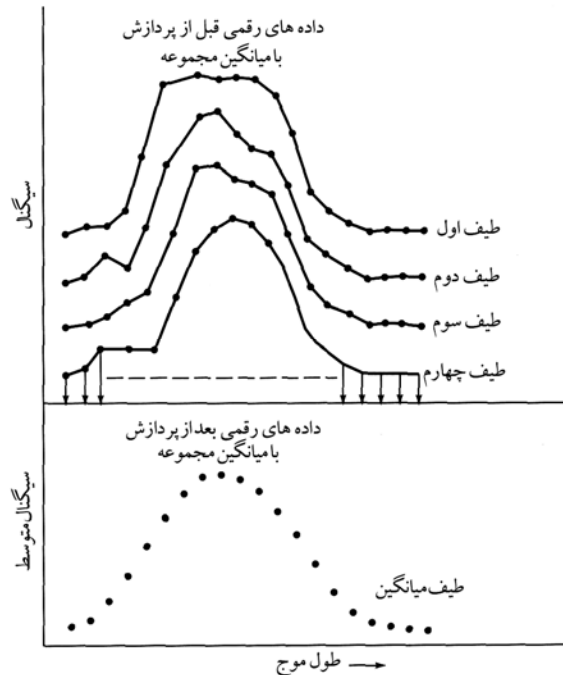 داده های رقمی قبل از پردازش
با میانگین مجموعه
سیگنال
طیف اول
طیف دوم
طیف سوم
طیف چهارم
داده های رقمی بعد از پردازش
با میانگین مجموعه
سیگنال متوسط
طیف میانگین
طول موج